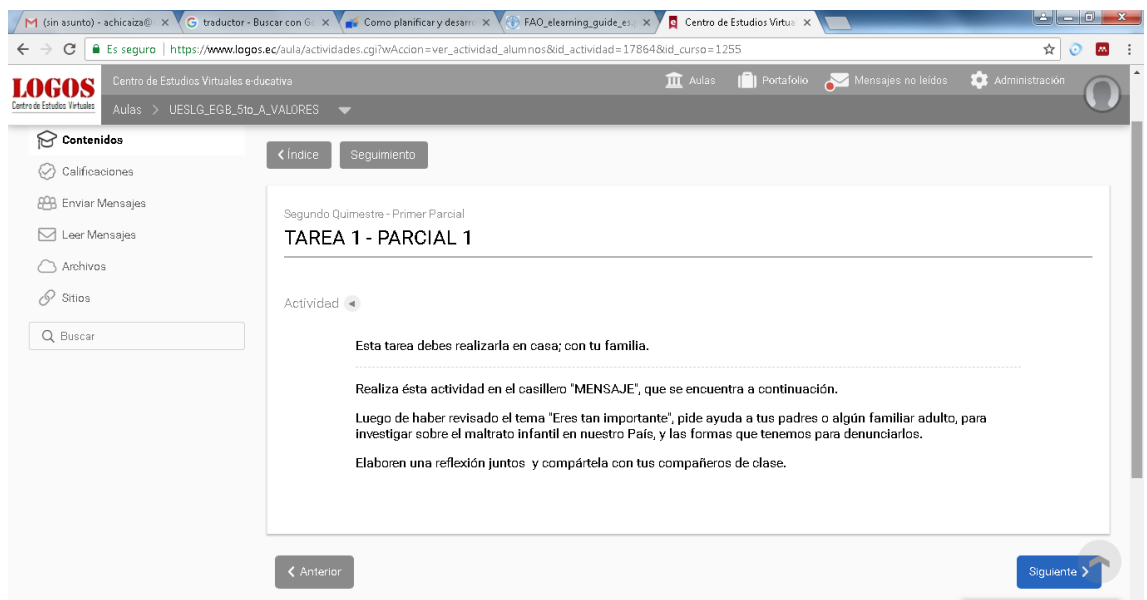 M (sin asunto) - achicaiza@
traductor - Buscar con G
Como planificar y desarr
FAO_elearning_guide_es.
Centro de Estudios Virtua
Es seguro | https://www.logos.ec/aula/actividades.cgi?wAccion=ver_actividad_alumnos&id_actividad=17864&id_curso=1255
LOGOS
Centro de Estudios Virtuales
Centro de Estudios Virtuales e-ducativa
Aulas
Portafolio
Mensajes no leídos
Administración
Aulas > UESLG_EGB_5to_A_VALORES
Contenidos
Calificaciones
Enviar Mensajes
Leer Mensajes
Archivos
Sitios
Buscar
Índice
Seguimiento
Segundo Quimestre - Primer Parcial
TAREA 1 - PARCIAL 1
Actividad
Esta tarea debes realizarla en casa; con tu familia.
Realiza ésta actividad en el casillero "MENSAJE", que se encuentra a continuación.
Luego de haber revisado el tema "Eres tan importante", pide ayuda a tus padres o algún familiar adulto, para
investigar sobre el maltrato infantil en nuestro País, y las formas que tenemos para denunciarlos.
Elaboren una reflexión juntos y compártela con tus compañeros de clase.
Anterior
Siguiente